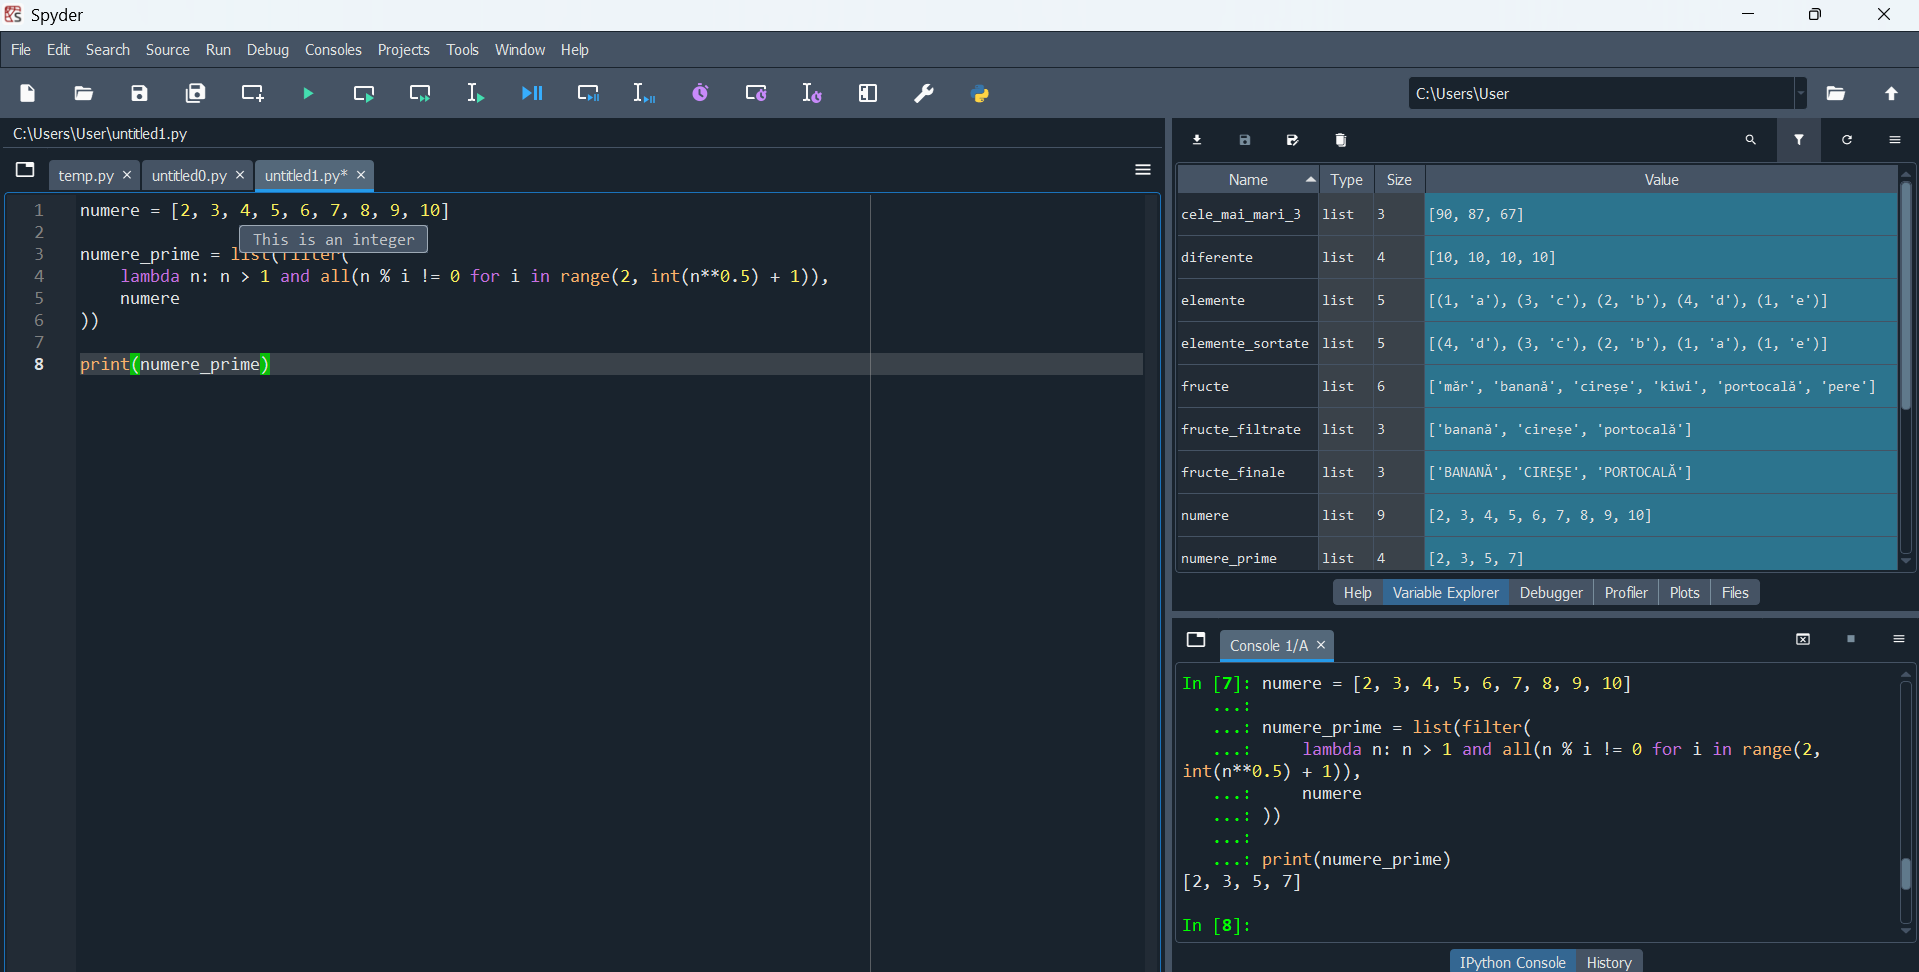 Spyder
File Edit Search Source Run Debug Consoles Projects Tools Window Help
C:\Users\User
C:\Users\User\untitled1.py
temp.py × untitled0.py × untitled1.py* ×
1 numere = [2, 3, 4, 5, 6, 7, 8, 9, 10]
2
This is an integer
3 numere_prime = list(filter(
4     lambda n: n > 1 and all(n % i != 0 for i in range(2, int(n**0.5) + 1)),
5     numere
6 ))
7
8 print(numere_prime)
Name Type Size Value
cele_mai_mari_3 list 3 [90, 87, 67]
diferente list 4 [10, 10, 10, 10]
elemente list 5 [(1, 'a'), (3, 'c'), (2, 'b'), (4, 'd'), (1, 'e')]
elemente_sortate list 5 [(4, 'd'), (3, 'c'), (2, 'b'), (1, 'a'), (1, 'e')]
fructe list 6 ['măr', 'banană', 'cireșe', 'kiwi', 'portocală', 'pere']
fructe_filtrate list 3 ['banană', 'cireșe', 'portocală']
fructe_finale list 3 ['BANANĂ', 'CIREȘE', 'PORTOCALĂ']
numere list 9 [2, 3, 4, 5, 6, 7, 8, 9, 10]
numere_prime list 4 [2, 3, 5, 7]
Help Variable Explorer Debugger Profiler Plots Files
Console 1/A ×
In [7]: numere = [2, 3, 4, 5, 6, 7, 8, 9, 10]
...:
...: numere_prime = list(filter(
...:     lambda n: n > 1 and all(n % i != 0 for i in range(2,
int(n**0.5) + 1)),
...:     numere
...: ))
...:
...: print(numere_prime)
[2, 3, 5, 7]
In [8]:
IPython Console History